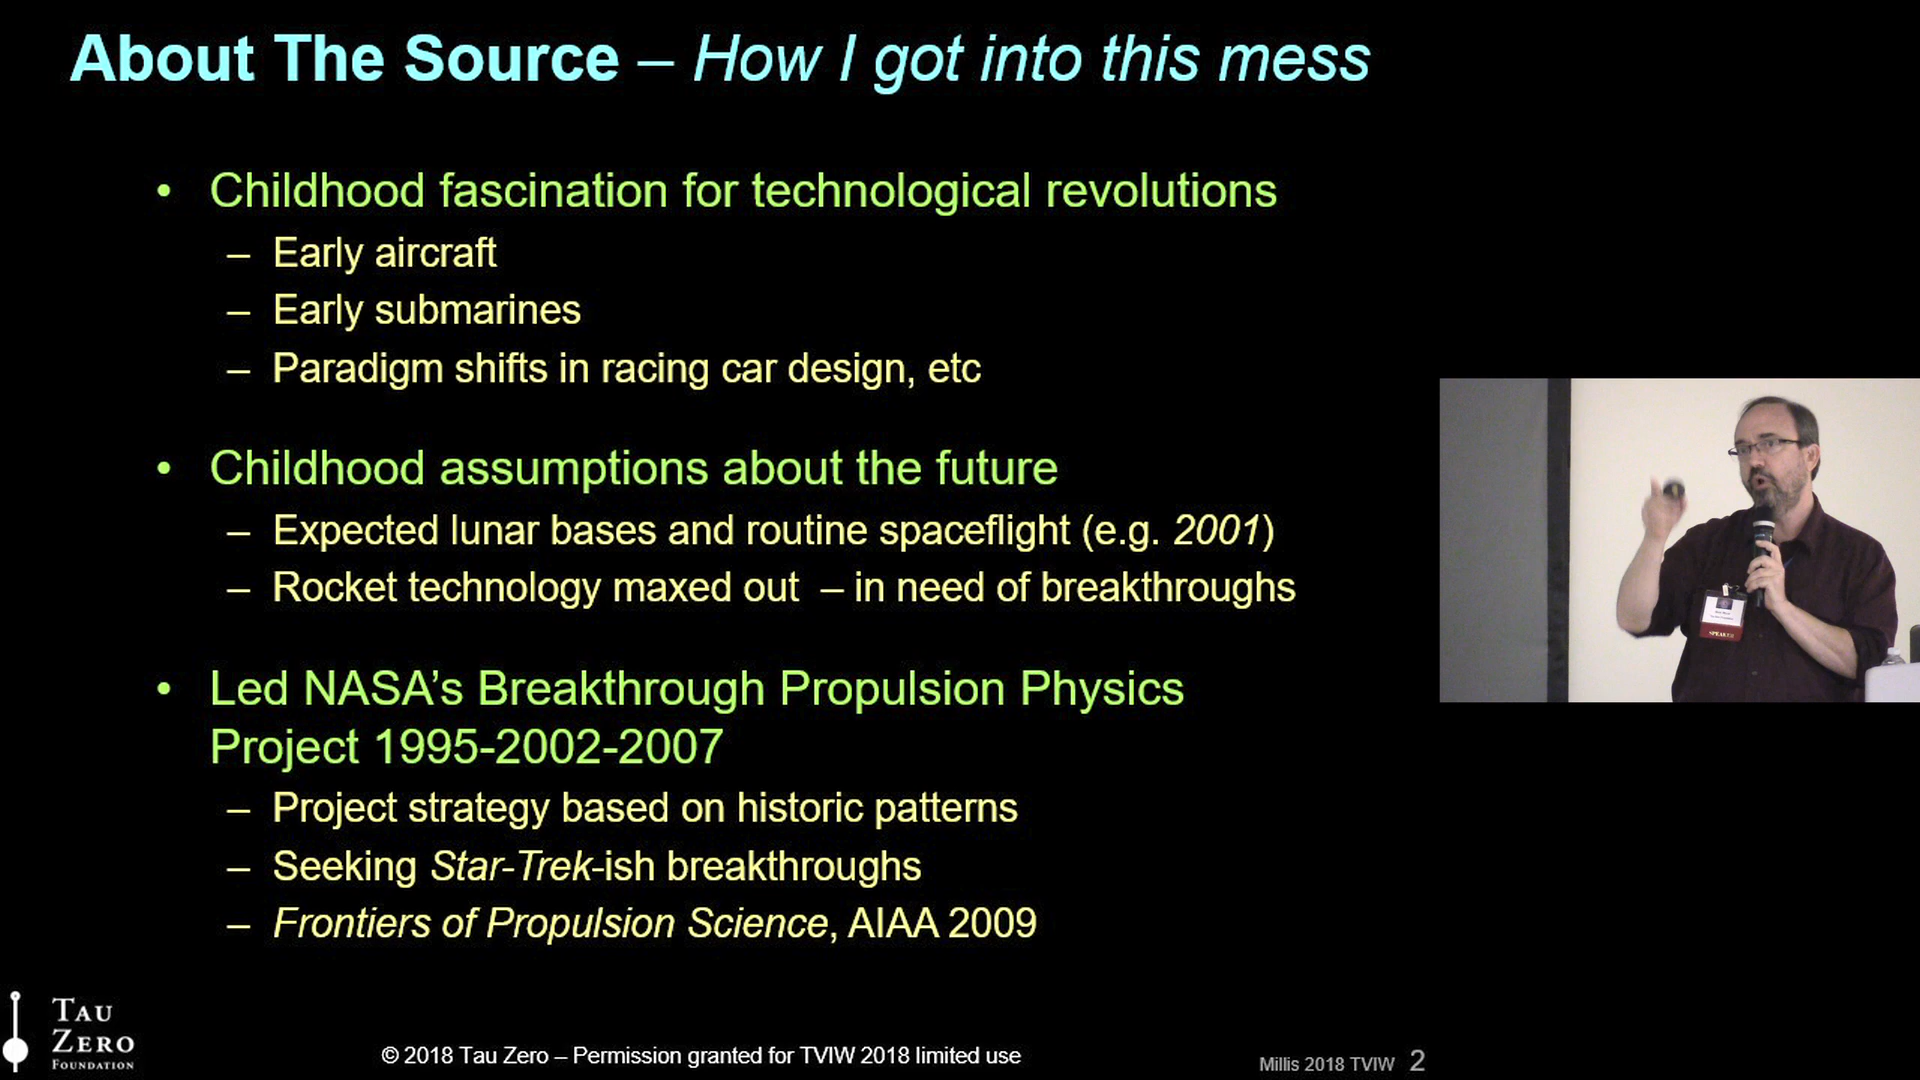 About The Source – How I got into this mess
• Childhood fascination for technological revolutions
– Early aircraft
– Early submarines
– Paradigm shifts in racing car design, etc
• Childhood assumptions about the future
– Expected lunar bases and routine spaceflight (e.g. 2001)
– Rocket technology maxed out – in need of breakthroughs
• Led NASA’s Breakthrough Propulsion Physics
Project 1995-2002-2007
– Project strategy based on historic patterns
– Seeking Star-Trek-ish breakthroughs
– Frontiers of Propulsion Science, AIAA 2009
SPEAKER
TAU
ZERO
FOUNDATION
© 2018 Tau Zero – Permission granted for TVIW 2018 limited use
Millis 2018 TVIW 2